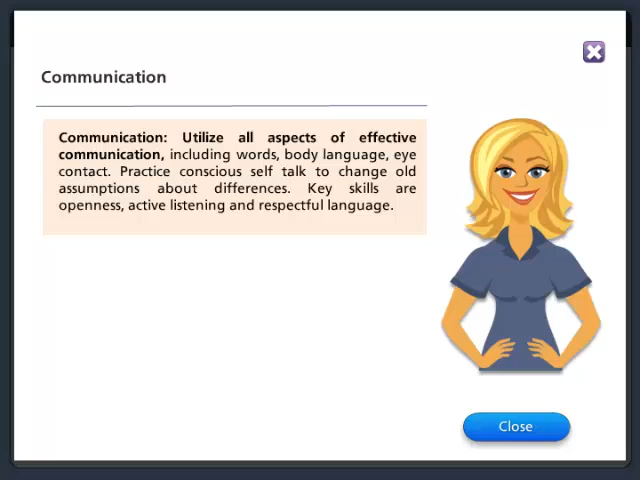 Communication
Communication: Utilize all aspects of effective
communication, including words, body language, eye
contact. Practice conscious self talk to change old
assumptions about differences. Key skills are
openness, active listening and respectful language.
Close